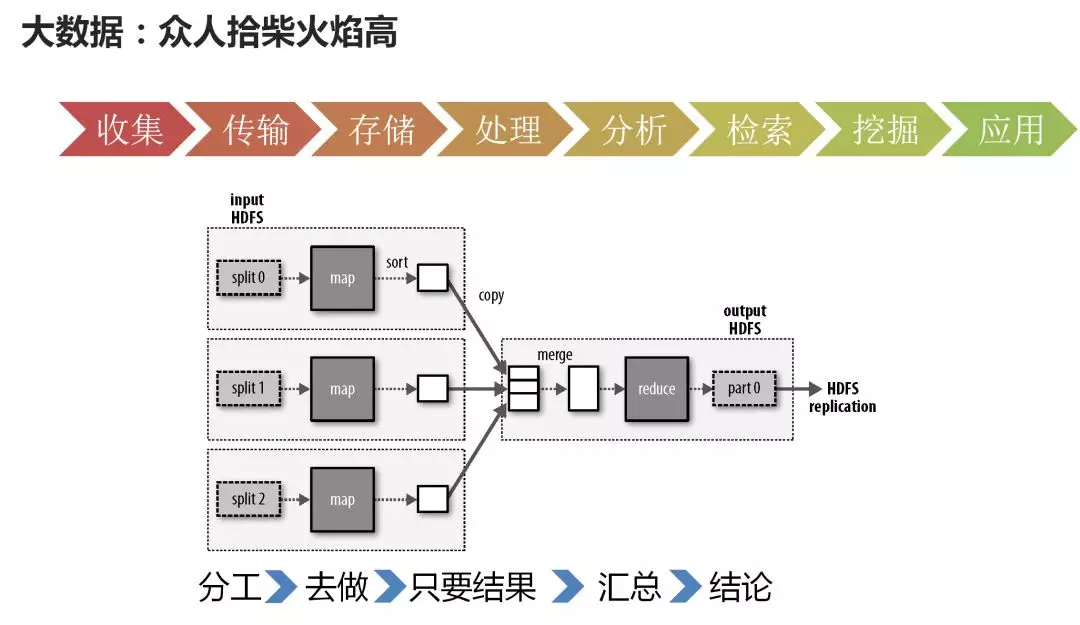 大数据：众人拾柴火焰高
收集 传输 存储 处理 分析 检索 挖掘 应用
input
HDFS
split 0
map
sort
copy
split 1
map
split 2
map
merge
reduce
output
HDFS
part 0
HDFS
replication
分工 去做 只要结果 汇总 结论